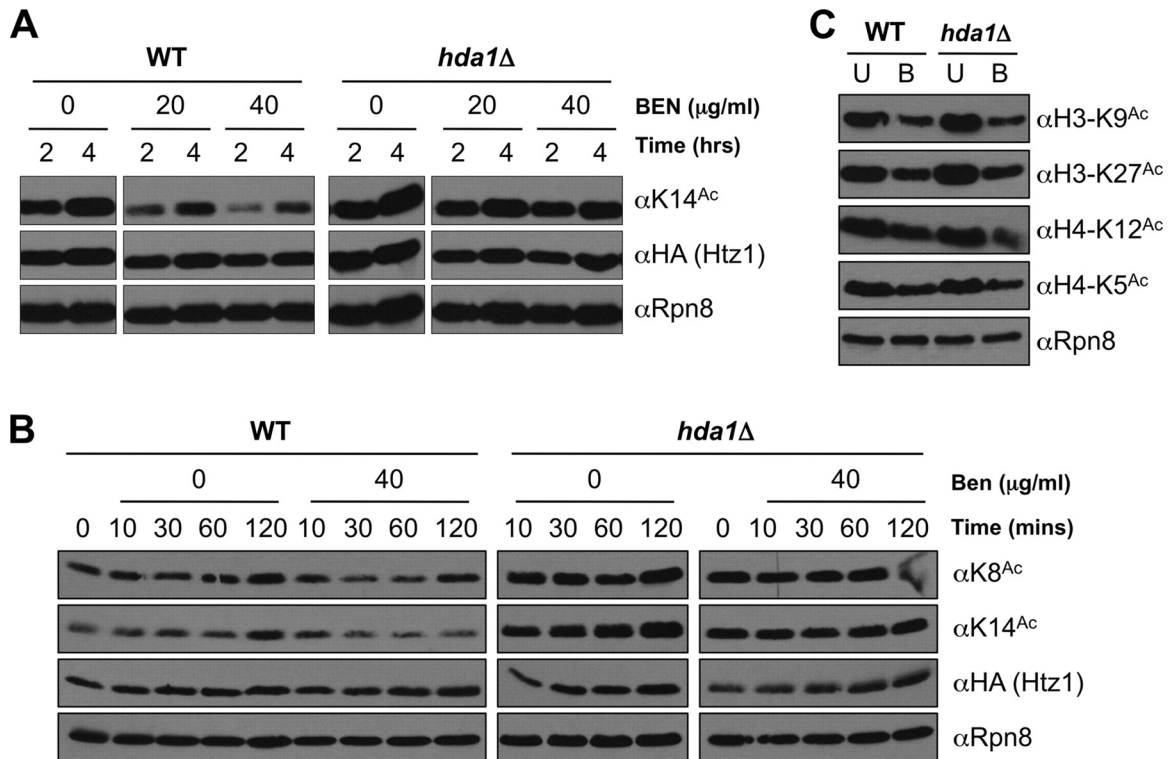 A
WT hda1Δ
0 20 40 0 20 40 BEN (μg/ml)
2 4 2 4 2 4 2 4 2 4 2 4 Time (hrs)
αK14Ac
αHA (Htz1)
αRpn8
C
WT hda1Δ
U B U B
αH3-K9Ac
αH3-K27Ac
αH4-K12Ac
αH4-K5Ac
αRpn8
B
WT hda1Δ
0 40 0 40 Ben (μg/ml)
0 10 30 60 120 10 30 60 120 10 30 60 120 0 10 30 60 120 Time (mins)
αK8Ac
αK14Ac
αHA (Htz1)
αRpn8